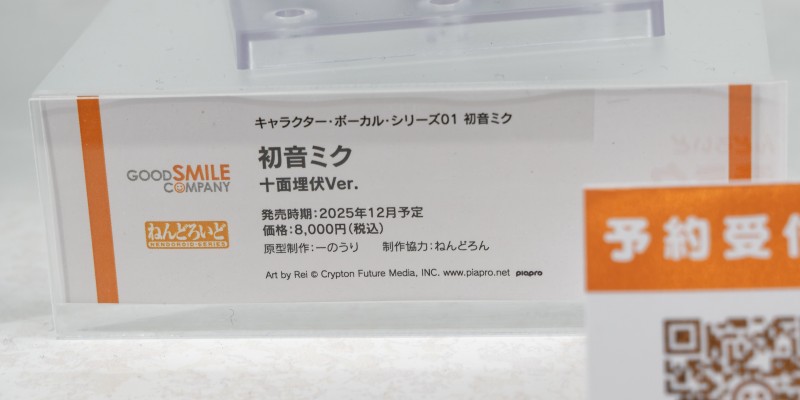 キャラクター・ボーカル・シリーズ01 初音ミク
GOOD SMILE COMPANY
初音ミク
十面埋伏Ver.
ねんどろいど
NENDOROID SERIES
発売時期：2025年12月予定
価格：8,000円（税込）
原型制作：一のうり　制作協力：ねんどろん
Art by Rei © Crypton Future Media, INC. www.piapro.net piapro
予約受